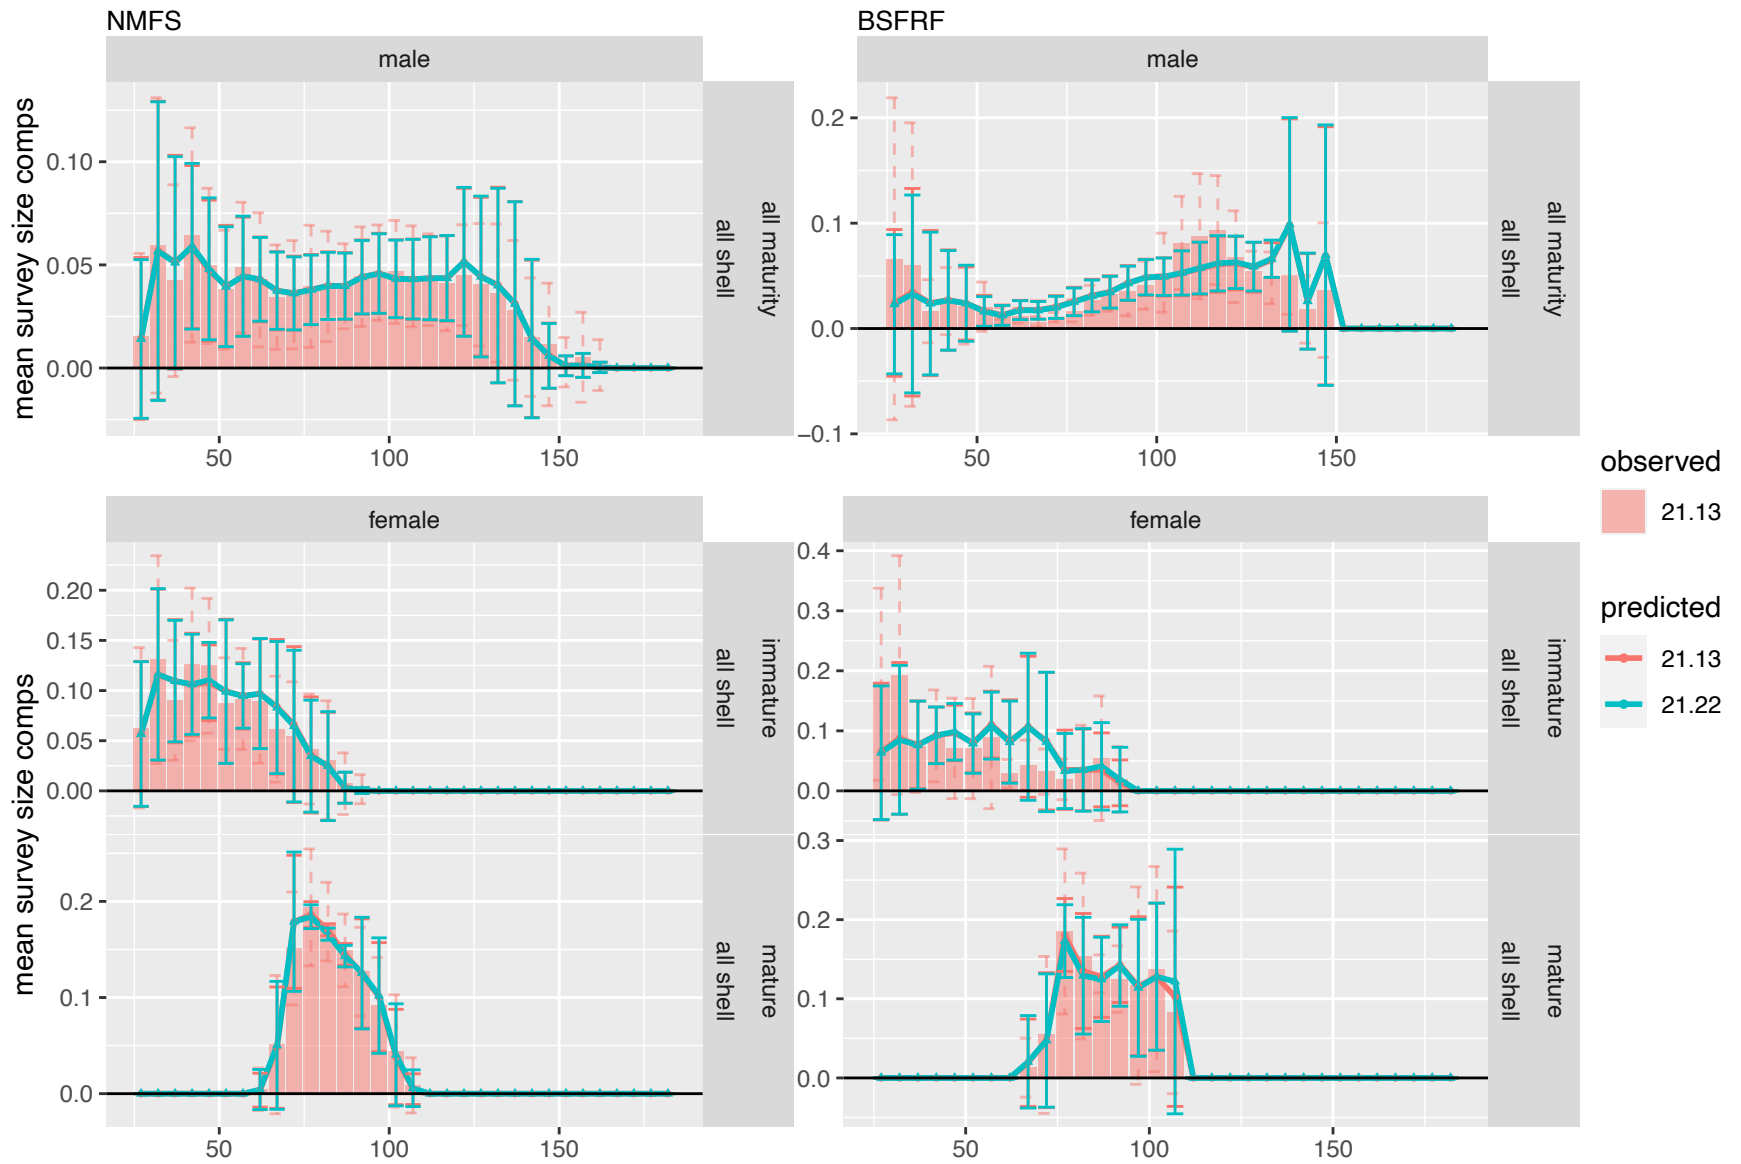 NMFS
BSFRF
male
male
mean survey size comps
0.10
0.05
0.00
all maturity
all shell
50
100
150
0.2
0.1
0.0
−0.1
all maturity
all shell
50
100
150
female
female
mean survey size comps
0.20
0.15
0.10
0.05
0.00
immature
all shell
0.4
0.3
0.2
0.1
0.0
immature
all shell
0.2
0.1
0.0
mature
all shell
50
100
150
0.3
0.2
0.1
0.0
mature
all shell
50
100
150
observed
21.13
predicted
21.13
21.22